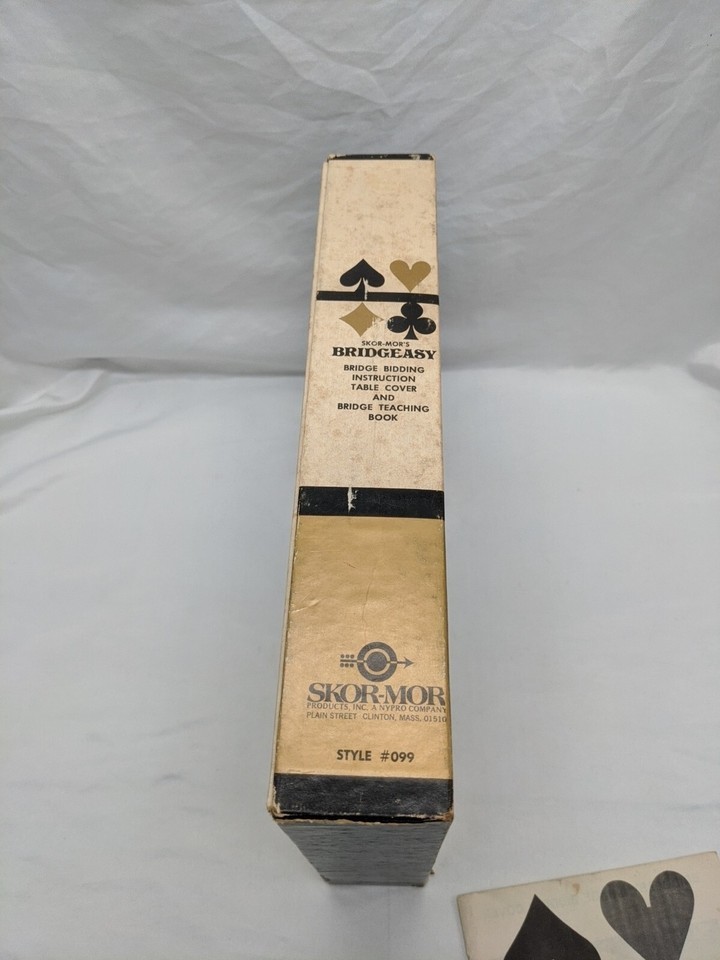 SKOR-MOR'S
BRIDGEASY
BRIDGE BIDDING
INSTRUCTION
TABLE COVER
AND
BRIDGE TEACHING
BOOK
SKOR-MOR
PRODUCTS, INC. A NYPRO COMPANY
PLAIN STREET CLINTON, MASS. 01510
STYLE #099